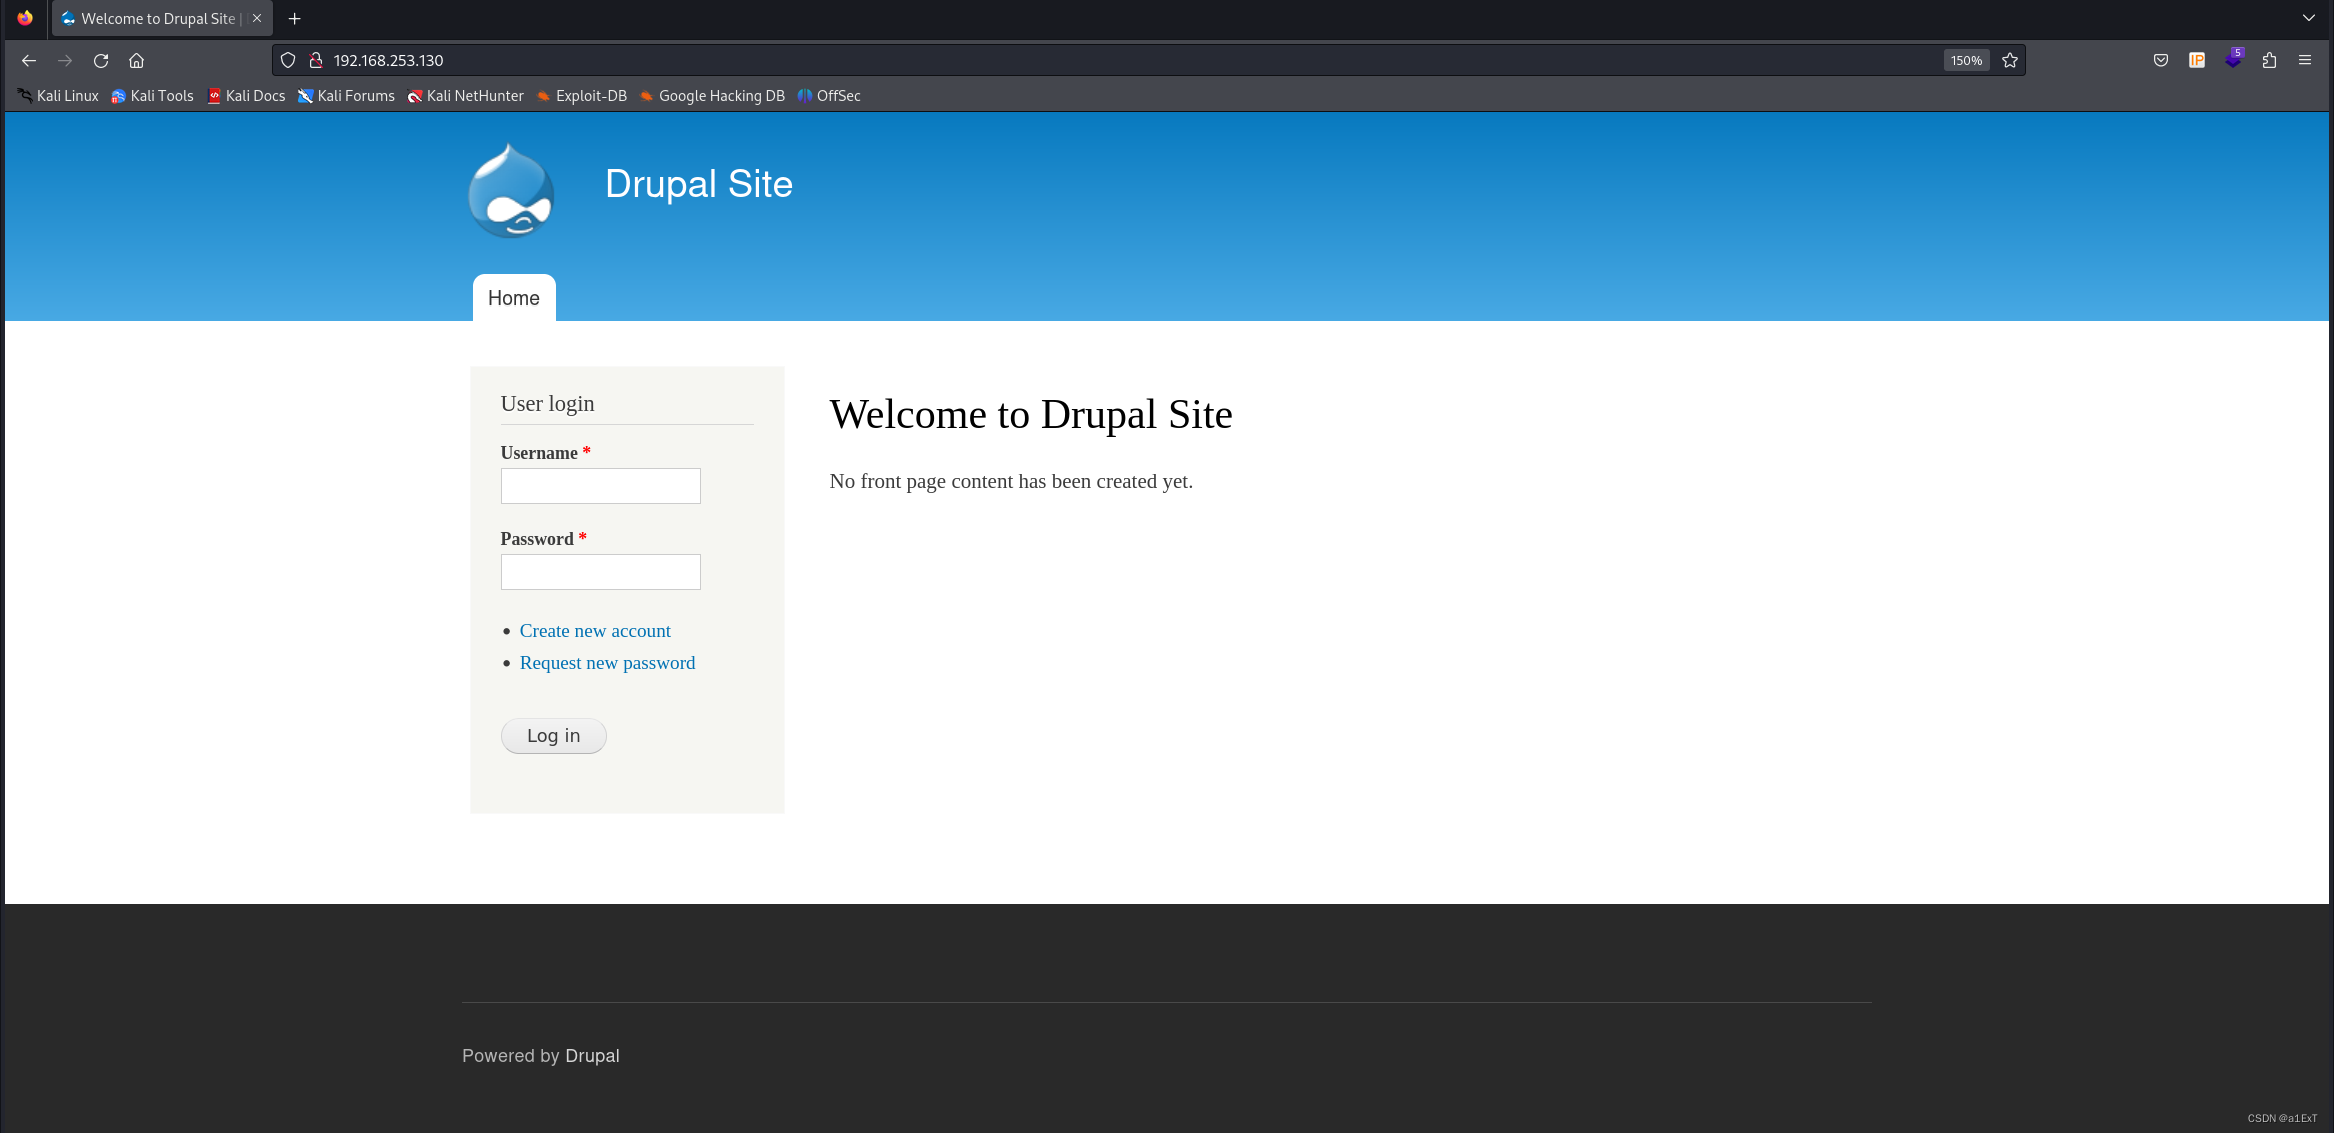 Welcome to Drupal Site |
192.168.253.130
150%
IP
5
Kali Linux Kali Tools Kali Docs Kali Forums Kali NetHunter Exploit-DB Google Hacking DB OffSec
Drupal Site
Home
User login
Username *
Password *
Create new account
Request new password
Log in
Welcome to Drupal Site
No front page content has been created yet.
Powered by Drupal
CSDN @a1ExT